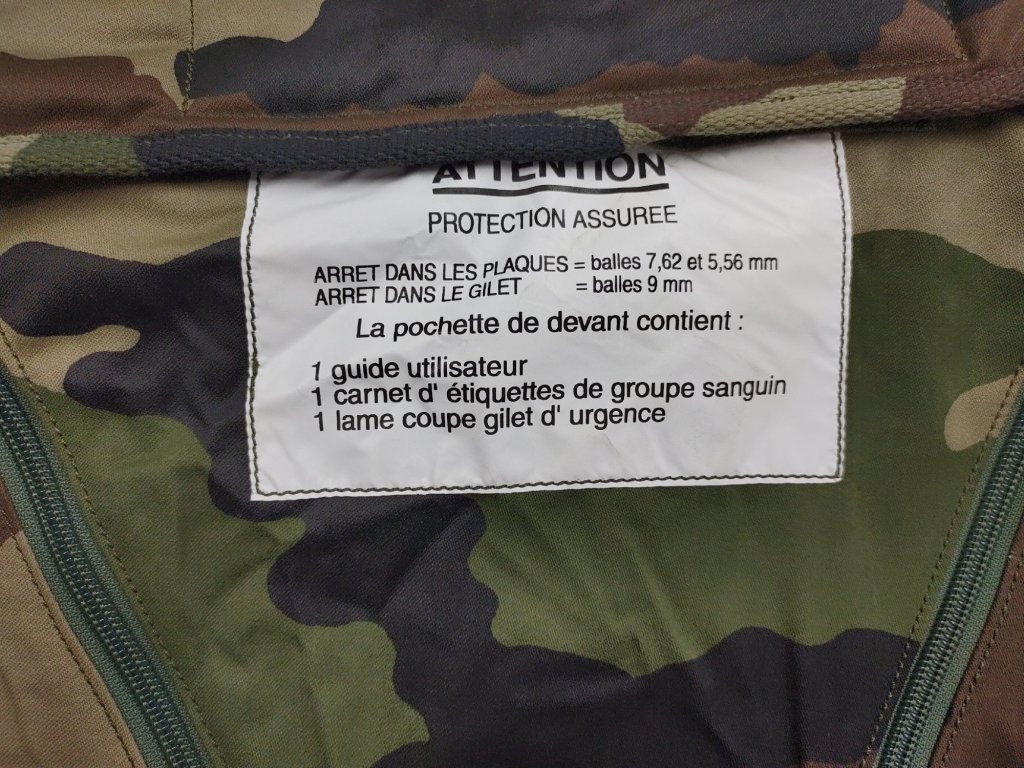 ATTENTION
PROTECTION ASSUREE
ARRET DANS LES PLAQUES = balles 7,62 et 5,56 mm
ARRET DANS LE GILET = balles 9 mm
La pochette de devant contient :
1 guide utilisateur
1 carnet d' étiquettes de groupe sanguin
1 lame coupe gilet d' urgence